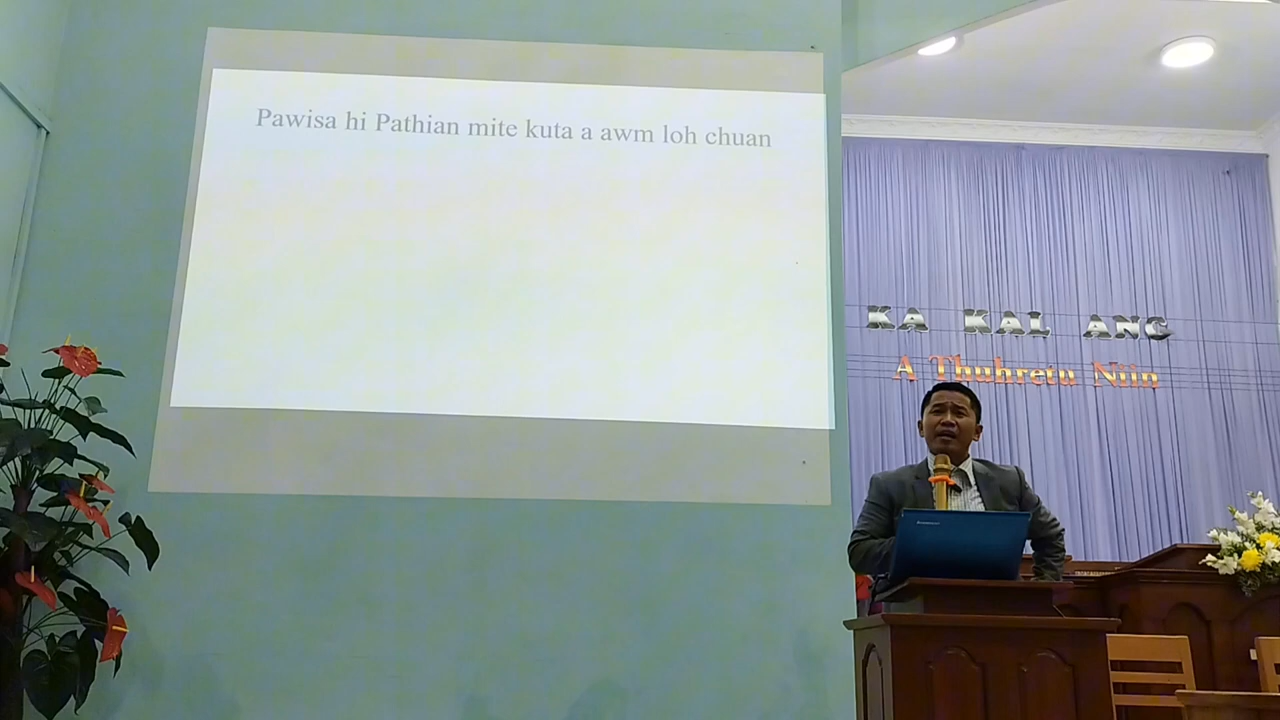 Pawisa hi Pathian mite kuta a awm loh chuan
KA KAL ANG
A Thuhretu Niin